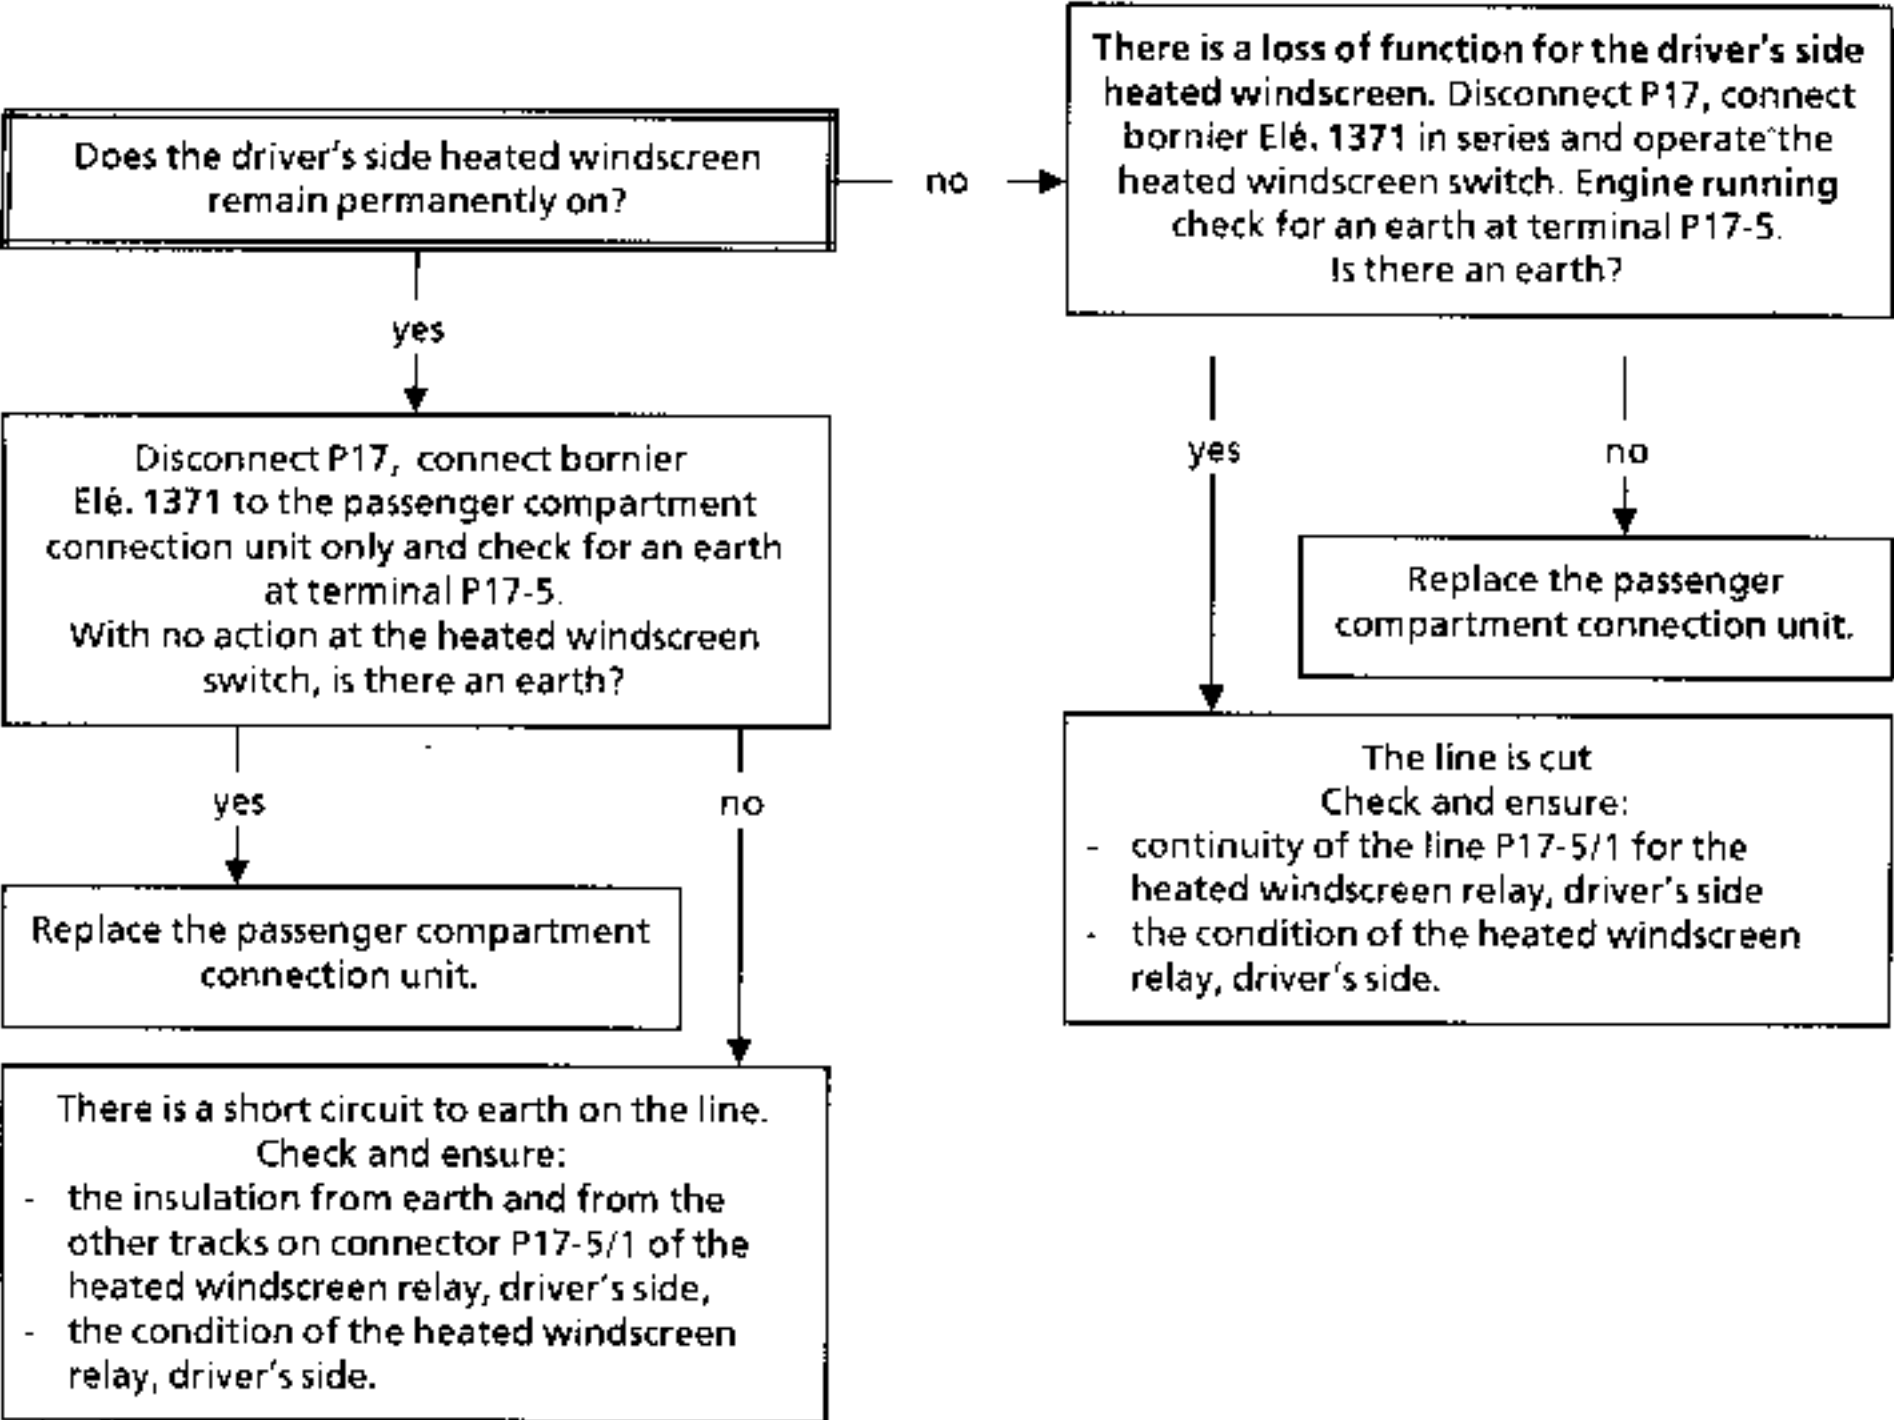 Does the driver's side heated windscreen
remain permanently on?
no
There is a loss of function for the driver's side
heated windscreen. Disconnect P17, connect
bornier Elé. 1371 in series and operate the
heated windscreen switch. Engine running
check for an earth at terminal P17-5.
Is there an earth?
yes
Disconnect P17, connect bornier
Elé. 1371 to the passenger compartment
connection unit only and check for an earth
at terminal P17-5.
With no action at the heated windscreen
switch, is there an earth?
yes
no
Replace the passenger
compartment connection unit.
The line is cut
Check and ensure:
- continuity of the line P17-5/1 for the
heated windscreen relay, driver's side
- the condition of the heated windscreen
relay, driver's side.
yes
no
Replace the passenger compartment
connection unit.
There is a short circuit to earth on the line.
Check and ensure:
- the insulation from earth and from the
other tracks on connector P17-5/1 of the
heated windscreen relay, driver's side,
- the condition of the heated windscreen
relay, driver's side.